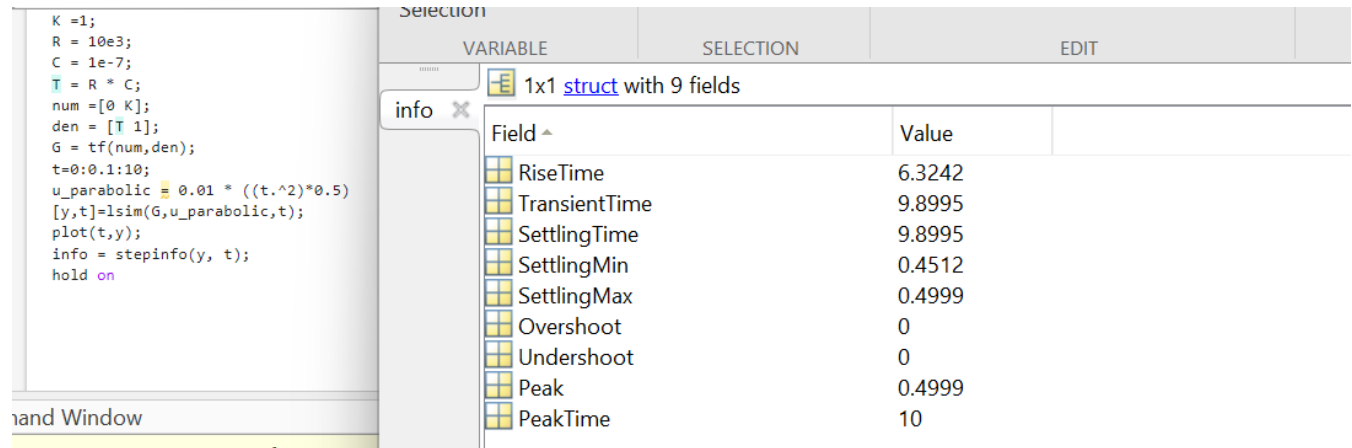 K =1;
R = 10e3;
C = 1e-7;
T = R * C;
num =[0 K];
den = [T 1];
G = tf(num,den);
t=0:0.1:10;
u_parabolic = 0.01 * ((t.^2)*0.5)
[y,t]=lsim(G,u_parabolic,t);
plot(t,y);
info = stepinfo(y, t);
hold on
mand Window
Selection
VARIABLE SELECTION EDIT
1x1 struct with 9 fields
info
Field Value
RiseTime 6.3242
TransientTime 9.8995
SettlingTime 9.8995
SettlingMin 0.4512
SettlingMax 0.4999
Overshoot 0
Undershoot 0
Peak 0.4999
PeakTime 10